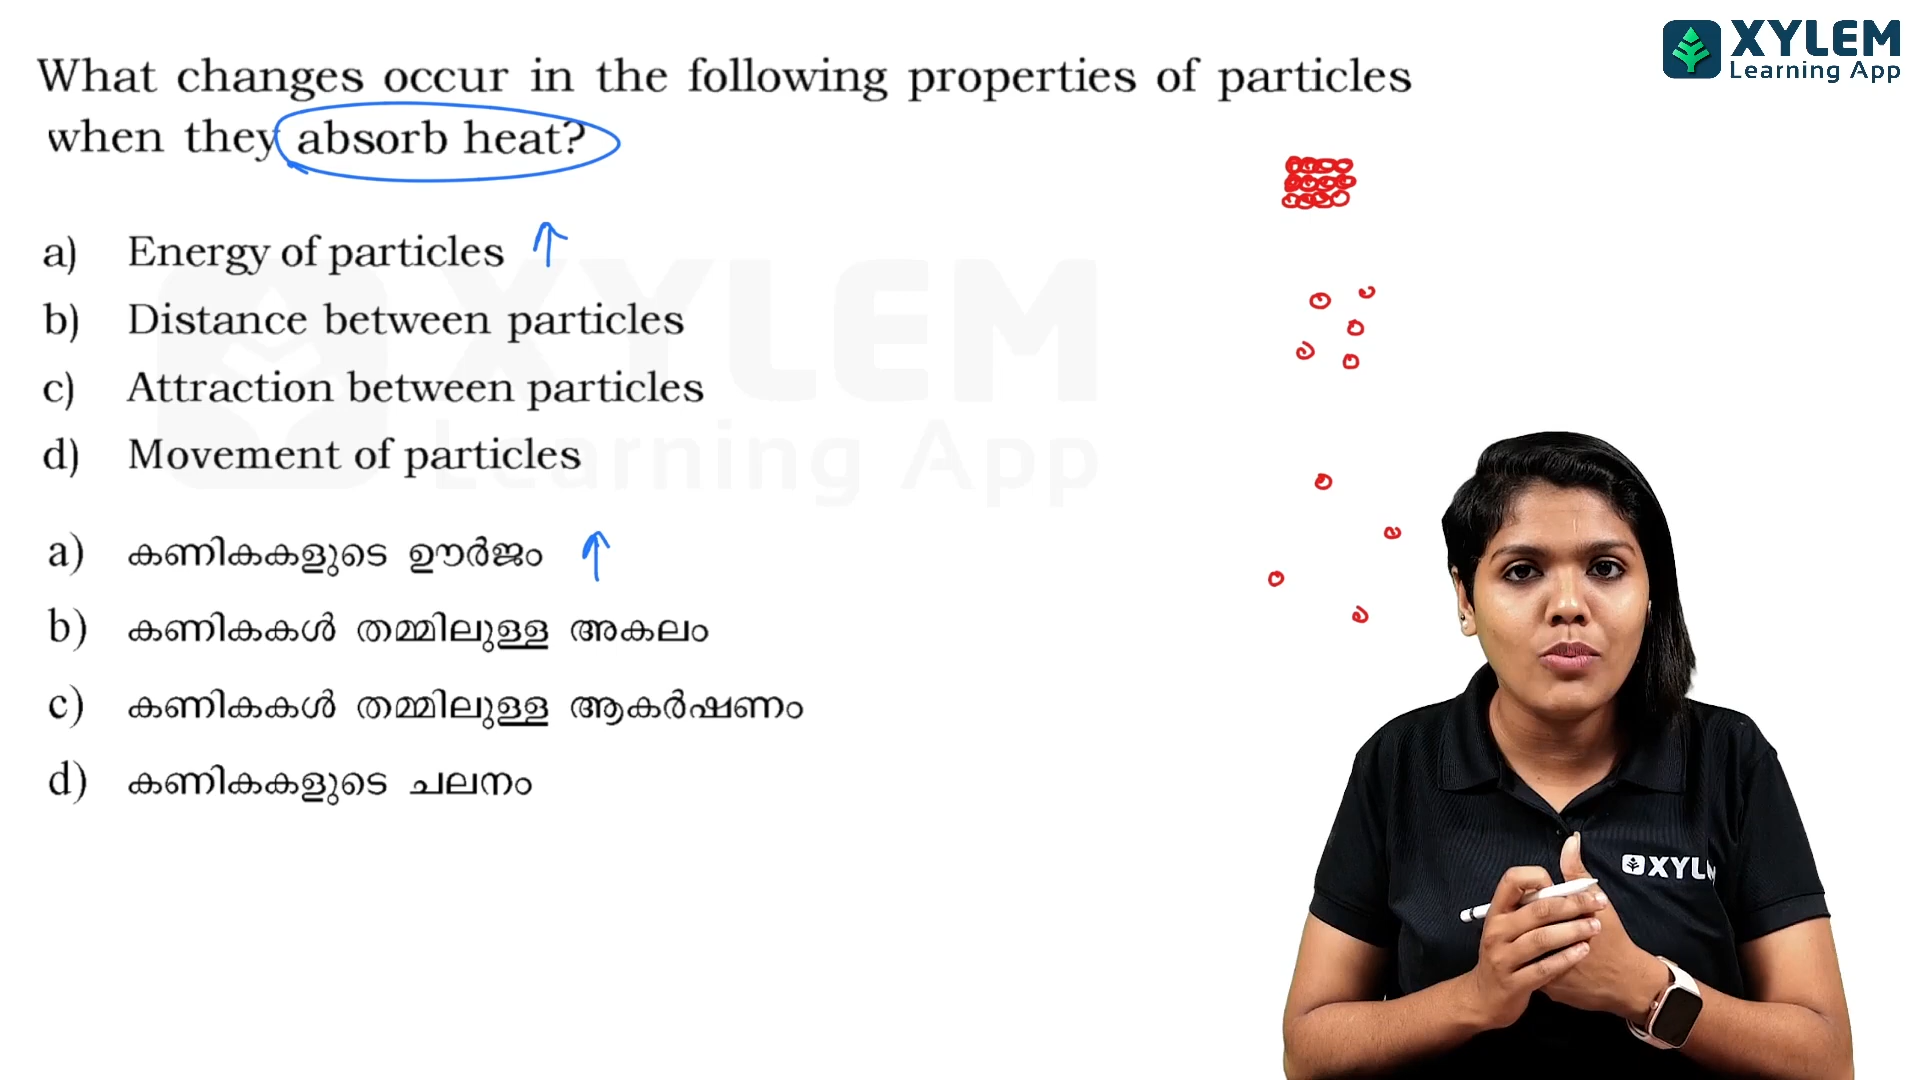 XYLEM
Learning App
What changes occur in the following properties of particles
when they absorb heat?
a) Energy of particles ↑
b) Distance between particles
c) Attraction between particles
d) Movement of particles
XYLEM
Learning App
a) കണികകളുടെ ഊർജം ↑
b) കണികകൾ തമ്മിലുള്ള അകലം
c) കണികകൾ തമ്മിലുള്ള ആകർഷണം
d) കണികകളുടെ ചലനം
XYL